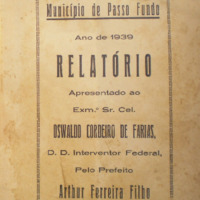 Município de Passo Fundo
Ano de 1939
RELATÓRIO
Apresentado ao
Exm.º Sr. Cel.
OSWALDO CORDEIRO DE FARIAS,
D. D. Interventor Federal,
Pelo Prefeito
Arthur Ferreira Filho